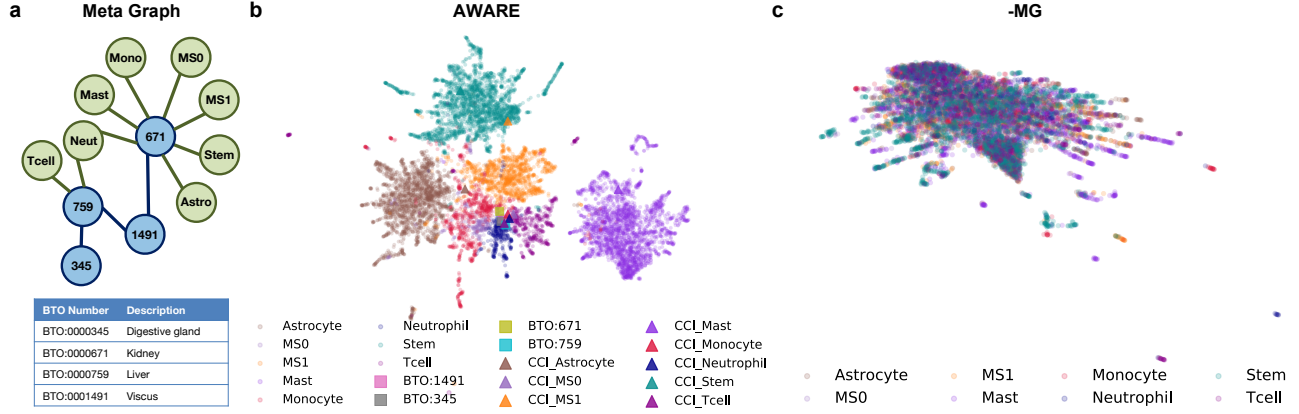 a
Meta Graph
Mono
MS0
Mast
MS1
671
Neut
Tcell
Stem
Astro
759
1491
345
BTO Number Description
BTO:0000345 Digestive gland
BTO:0000671 Kidney
BTO:0000759 Liver
BTO:0001491 Viscus
b
AWARE
Astrocyte
MS0
MS1
Mast
Monocyte
Neutrophil
Stem
Tcell
BTO:1491
BTO:345
BTO:671
BTO:759
CCI_Astrocyte
CCI_MS0
CCI_MS1
CCI_Mast
CCI_Monocyte
CCI_Neutrophil
CCI_Stem
CCI_Tcell
c
-MG
Astrocyte
MS0
MS1
Mast
Monocyte
Neutrophil
Stem
Tcell